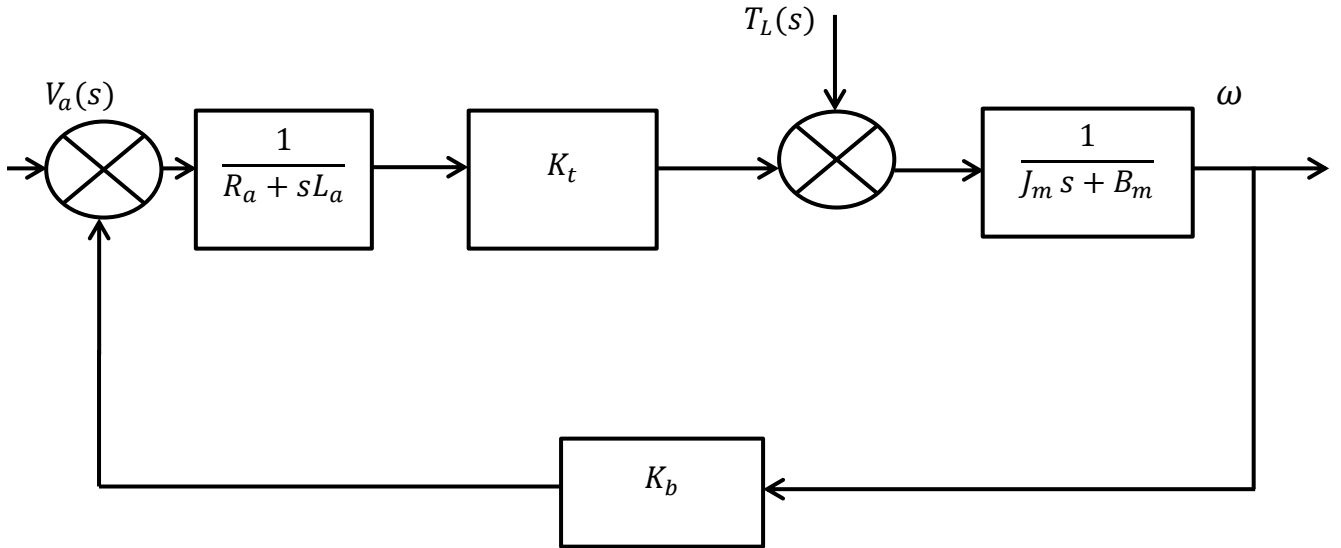 T_L(s)
V_a(s)
ω
1
R_a + sL_a
K_t
1
J_m s + B_m
K_b